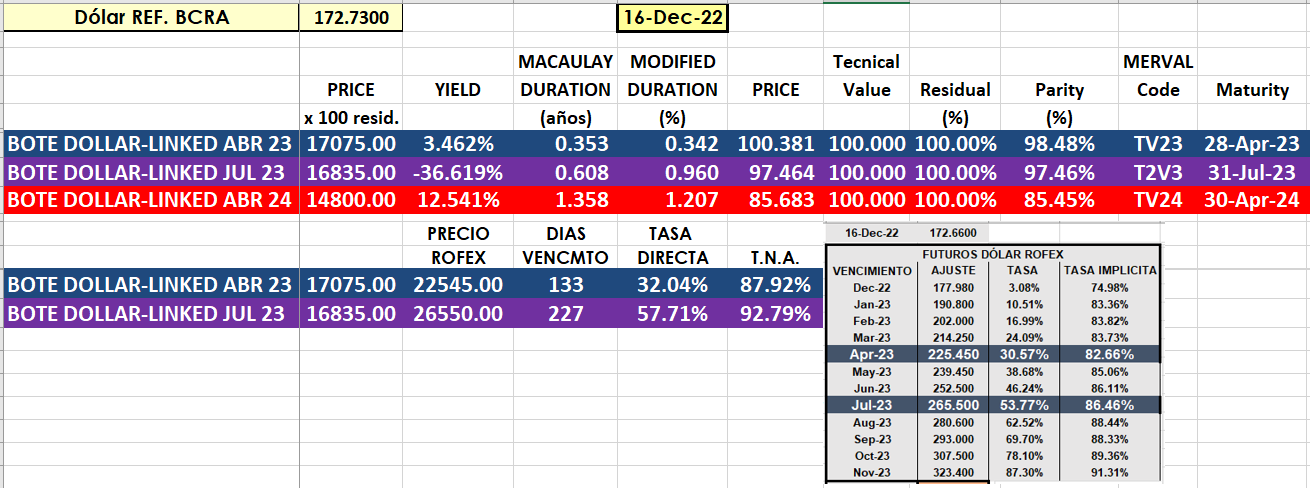 Dólar REF. BCRA 172.7300 16-Dec-22
MACAULAY MODIFIED Tecnical MERVAL
PRICE YIELD DURATION DURATION PRICE Value Residual Parity Code Maturity
x 100 resid. (años) (%) (%) (%)
BOTE DOLLAR-LINKED ABR 23 17075.00 3.462% 0.353 0.342 100.381 100.000 100.00% 98.48% TV23 28-Apr-23
BOTE DOLLAR-LINKED JUL 23 16835.00 -36.619% 0.608 0.960 97.464 100.000 100.00% 97.46% T2V3 31-Jul-23
BOTE DOLLAR-LINKED ABR 24 14800.00 12.541% 1.358 1.207 85.683 100.000 100.00% 85.45% TV24 30-Apr-24
PRECIO DIAS TASA
ROFEX VENCMTO DIRECTA T.N.A.
BOTE DOLLAR-LINKED ABR 23 17075.00 22545.00 133 32.04% 87.92%
BOTE DOLLAR-LINKED JUL 23 16835.00 26550.00 227 57.71% 92.79%
16-Dec-22 172.6600
FUTUROS DÓLAR ROFEX
VENCIMIENTO AJUSTE TASA TASA IMPLICITA
Dec-22 177.980 3.08% 74.98%
Jan-23 190.800 10.51% 83.36%
Feb-23 202.000 16.99% 83.82%
Mar-23 214.250 24.09% 83.73%
Apr-23 225.450 30.57% 82.66%
May-23 239.450 38.68% 85.06%
Jun-23 252.500 46.24% 86.11%
Jul-23 265.500 53.77% 86.46%
Aug-23 280.600 62.52% 88.44%
Sep-23 293.000 69.70% 88.33%
Oct-23 307.500 78.10% 89.36%
Nov-23 323.400 87.30% 91.31%